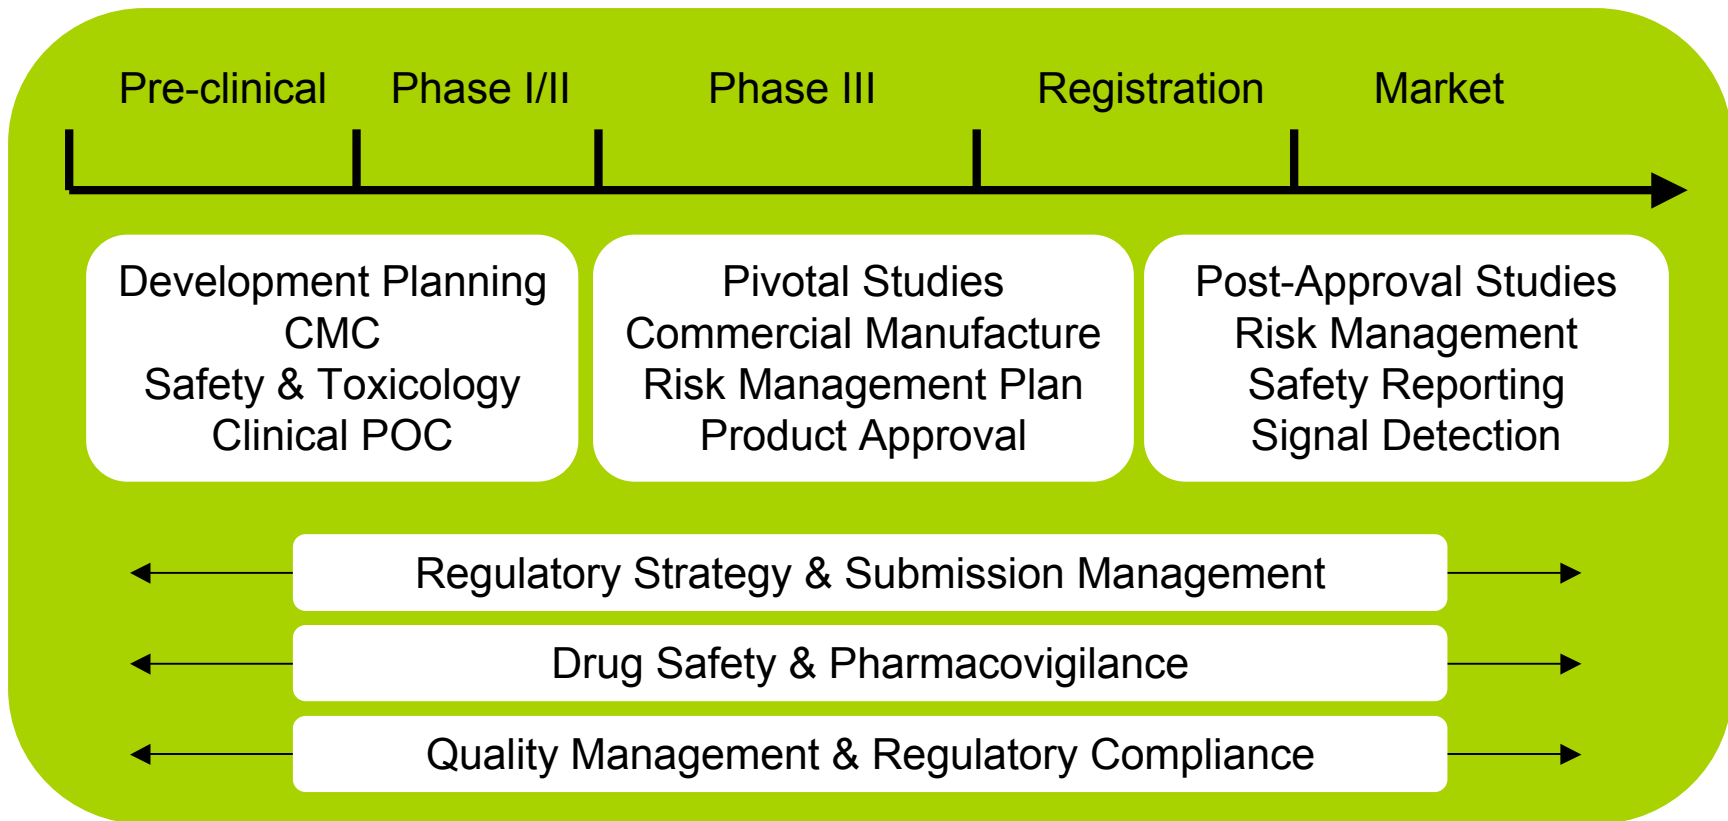 Pre-clinical Phase I/II Phase III Registration Market
Development Planning
CMC
Safety & Toxicology
Clinical POC
Pivotal Studies
Commercial Manufacture
Risk Management Plan
Product Approval
Post-Approval Studies
Risk Management
Safety Reporting
Signal Detection
Regulatory Strategy & Submission Management
Drug Safety & Pharmacovigilance
Quality Management & Regulatory Compliance